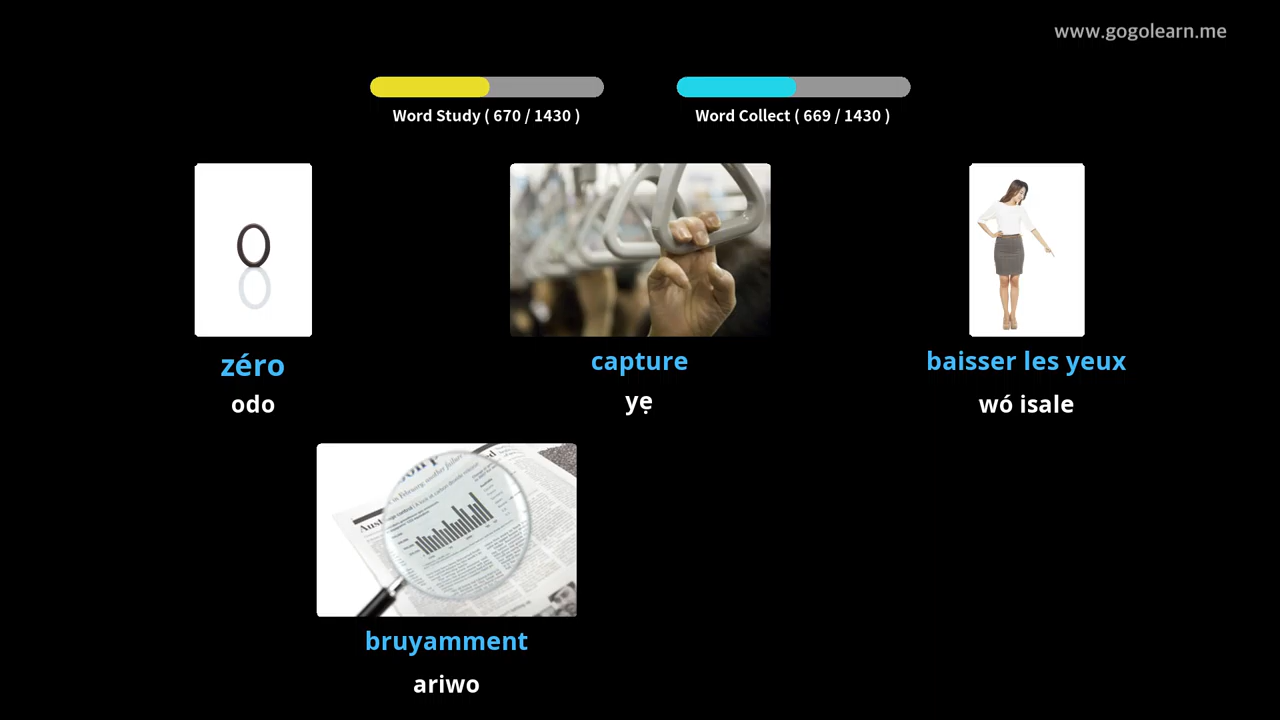 www.gogolearn.me
Word Study ( 670 / 1430 )
Word Collect ( 669 / 1430 )
zéro
odo
capture
yẹ
baisser les yeux
wó isale
bruyamment
ariwo